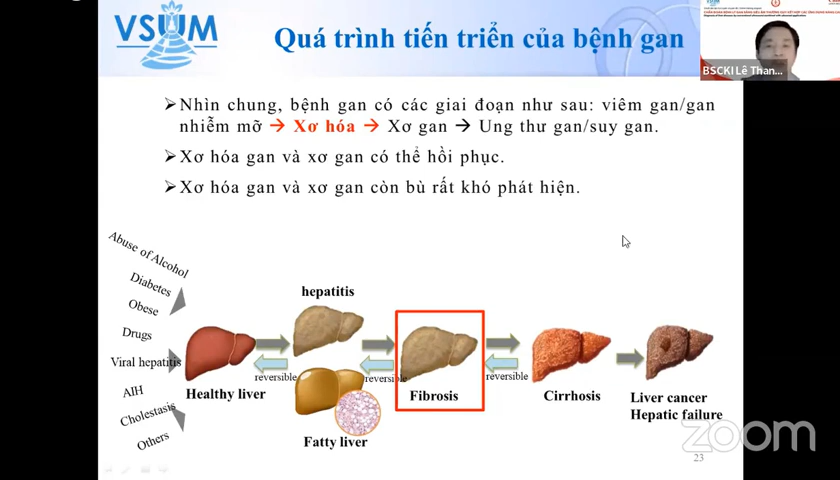 VSUM
Quá trình tiến triển của bệnh gan
BSCKI Lê Than...
➢Nhìn chung, bệnh gan có các giai đoạn như sau: viêm gan/gan
nhiễm mỡ → Xơ hóa → Xơ gan → Ung thư gan/suy gan.
➢Xơ hóa gan và xơ gan có thể hồi phục.
➢Xơ hóa gan và xơ gan còn bù rất khó phát hiện.
Abuse of Alcohol
Diabetes
Obese
Drugs
Viral hepatitis
AIH
Cholestasis
Others
hepatitis
reversible
reversible
reversible
Healthy liver
Fatty liver
Fibrosis
Cirrhosis
Liver cancer
Hepatic failure
zoom
23